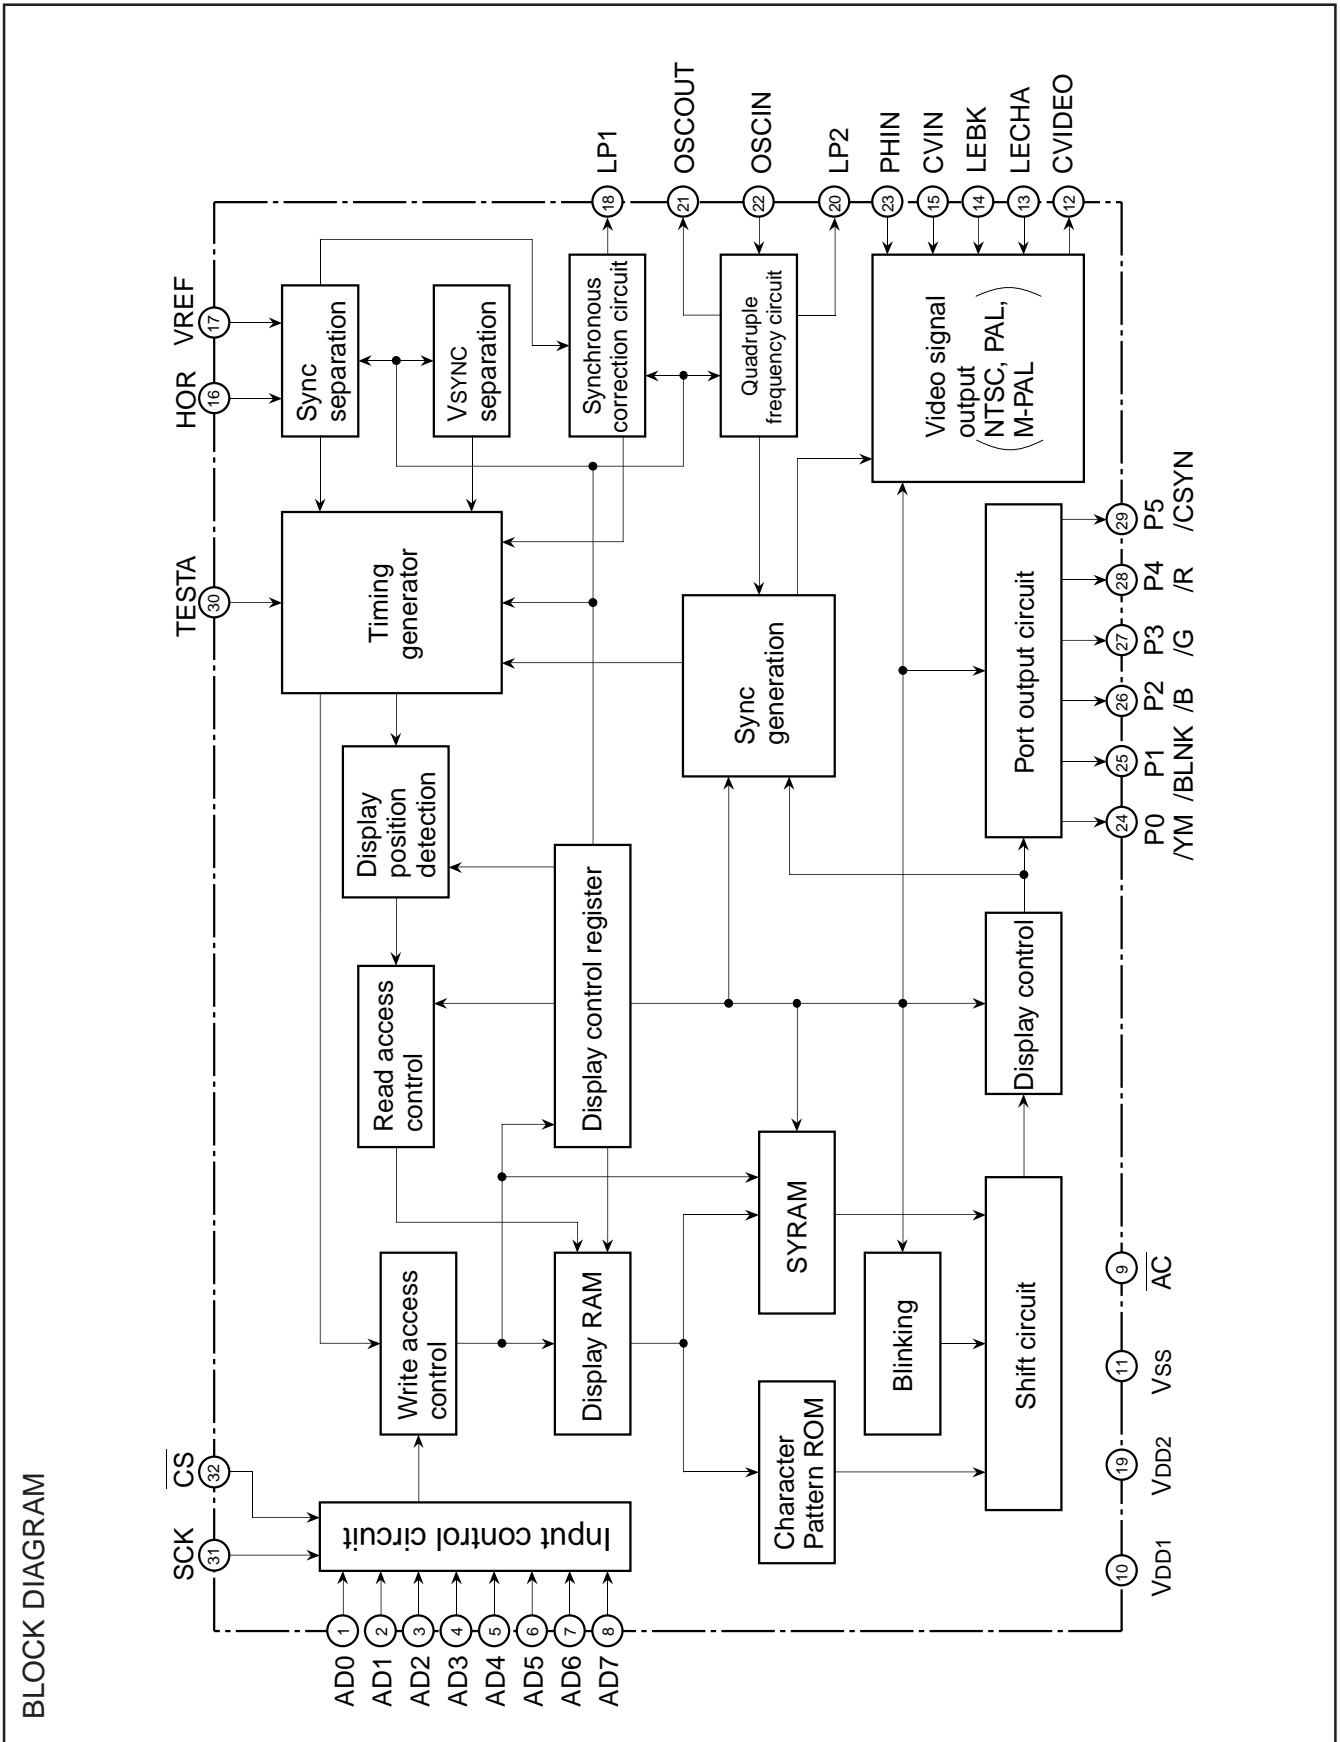 BLOCK DIAGRAM
SCK
31
CS
32
TESTA
30
HOR
16
VREF
17
AD0
1
AD1
2
AD2
3
AD3
4
AD4
5
AD5
6
AD6
7
AD7
8
Input control circuit
Write access
control
Read access
control
Display
position
detection
Timing
generator
Sync
separation
VSYNC
separation
Display RAM
Display control register
Synchronous
correction circuit
Quadruple
frequency circuit
Character
Pattern ROM
SYRAM
Sync
generation
Blinking
Video signal
output
NTSC, PAL,
M-PAL
Shift circuit
Display control
Port output circuit
18
LP1
21
OSCOUT
22
OSCIN
20
LP2
23
PHIN
15
CVIN
14
LEBK
13
LECHA
12
CVIDEO
10
VDD1
19
VDD2
11
VSS
9
AC
24
P0
/YM
25
P1
/BLNK
26
P2
/B
27
P3
/G
28
P4
/R
29
P5
/CSYN